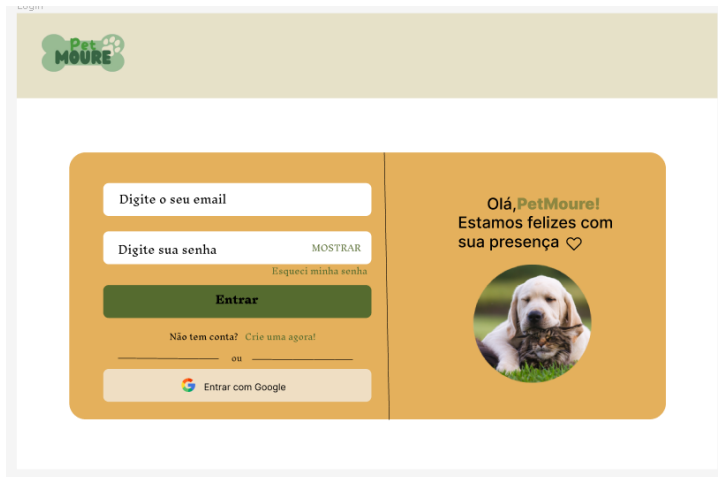 Login
Pet
MOURE
Digite o seu email
Digite sua senha
MOSTRAR
Esqueci minha senha
Entrar
Não tem conta? Crie uma agora!
ou
Entrar com Google
Olá,PetMoure!
Estamos felizes com
sua presença